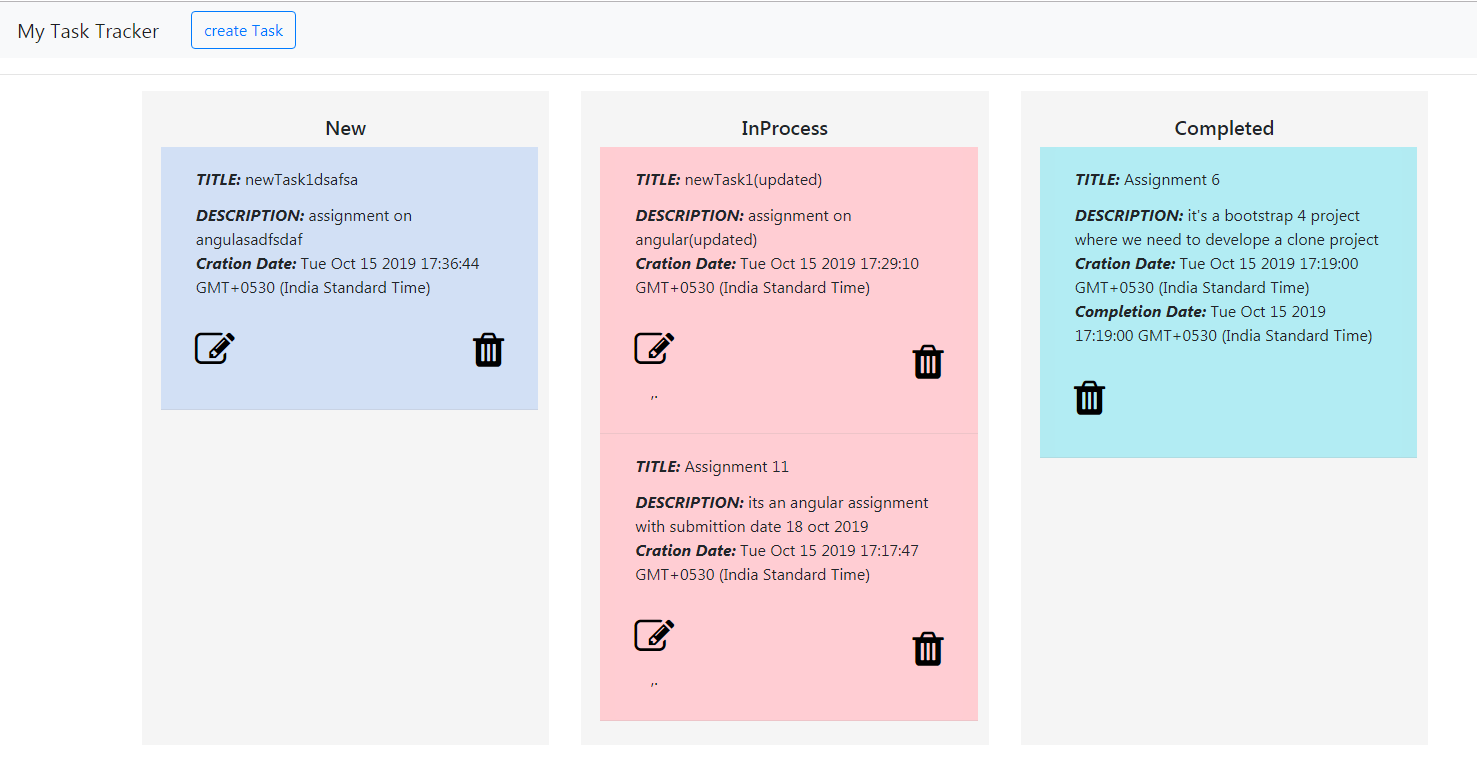 My Task Tracker
create Task
New
TITLE: newTask1dsafsa
DESCRIPTION: assignment on
angulasadfsdaf
Cration Date: Tue Oct 15 2019 17:36:44
GMT+0530 (India Standard Time)
InProcess
TITLE: newTask1(updated)
DESCRIPTION: assignment on
angular(updated)
Cration Date: Tue Oct 15 2019 17:29:10
GMT+0530 (India Standard Time)
,.
TITLE: Assignment 11
DESCRIPTION: its an angular assignment
with submittion date 18 oct 2019
Cration Date: Tue Oct 15 2019 17:17:47
GMT+0530 (India Standard Time)
,.
Completed
TITLE: Assignment 6
DESCRIPTION: it's a bootstrap 4 project
where we need to develope a clone project
Cration Date: Tue Oct 15 2019 17:19:00
GMT+0530 (India Standard Time)
Completion Date: Tue Oct 15 2019
17:19:00 GMT+0530 (India Standard Time)